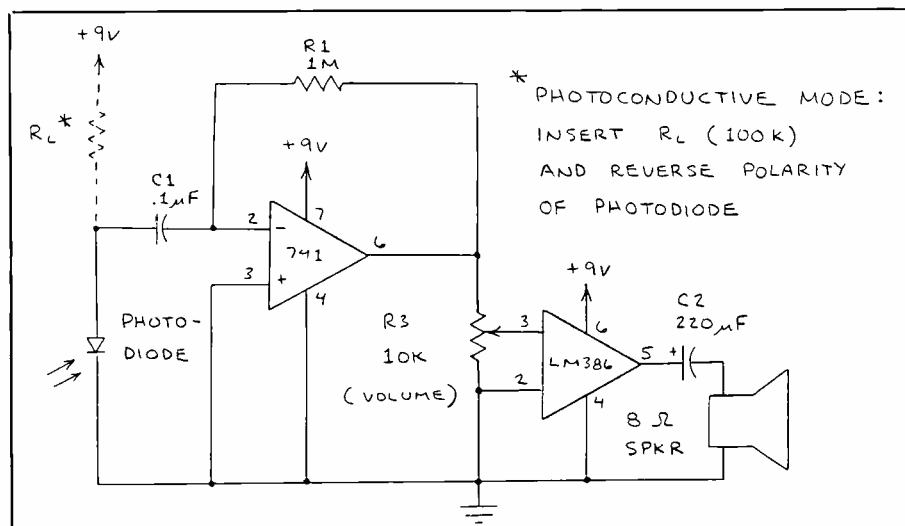 +9V
R1
1M
RL*
* PHOTOCONDUCTIVE MODE:
INSERT RL (100K)
AND REVERSE POLARITY
OF PHOTODIODE
+9V
C1
.1µF
7
2
-
741
6
3
+
4
+9V
C2
220µF
PHOTO-
DIODE
R3
10K
(VOLUME)
3
6
LM386
5
+
2
4
8 Ω
SPKR